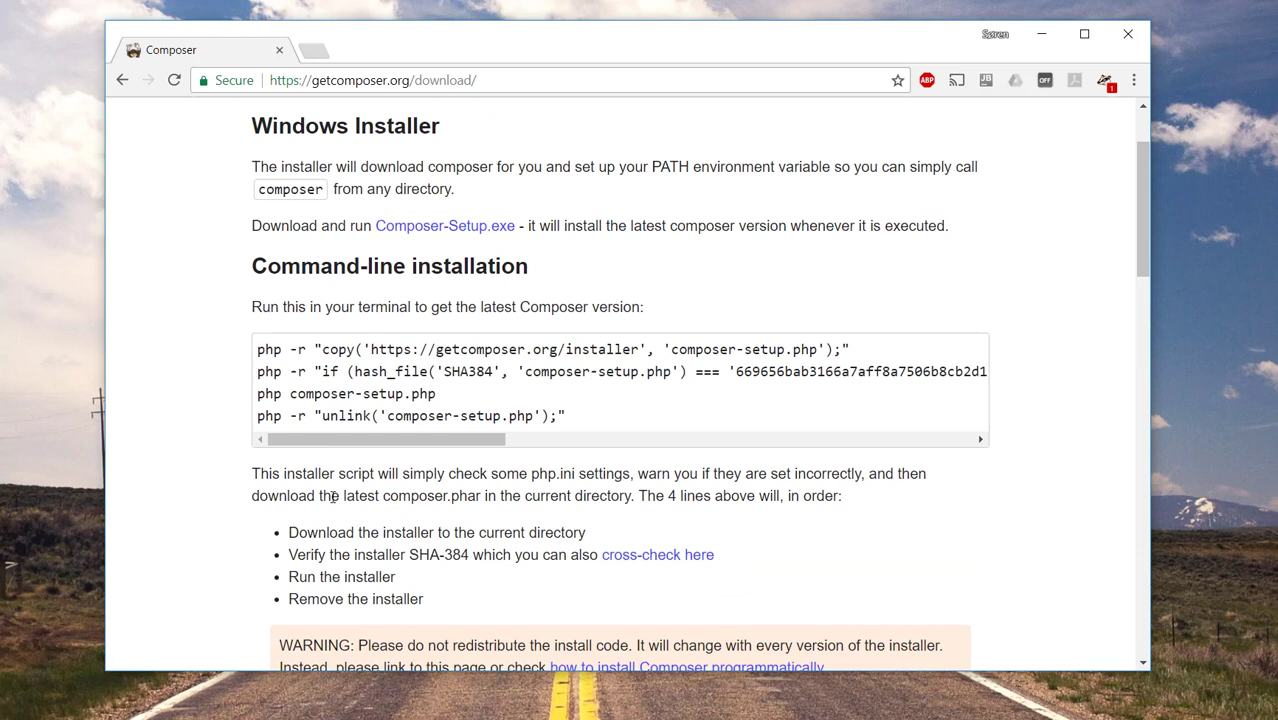 Søren
Composer
Secure https://getcomposer.org/download/
ABP JB OFF 1
Windows Installer
The installer will download composer for you and set up your PATH environment variable so you can simply call
composer from any directory.
Download and run Composer-Setup.exe - it will install the latest composer version whenever it is executed.
Command-line installation
Run this in your terminal to get the latest Composer version:
php -r "copy('https://getcomposer.org/installer', 'composer-setup.php');"
php -r "if (hash_file('SHA384', 'composer-setup.php') === '669656bab3166a7aff8a7506b8cb2d1
php composer-setup.php
php -r "unlink('composer-setup.php');"
This installer script will simply check some php.ini settings, warn you if they are set incorrectly, and then
download the latest composer.phar in the current directory. The 4 lines above will, in order:
• Download the installer to the current directory
• Verify the installer SHA-384 which you can also cross-check here
• Run the installer
• Remove the installer
WARNING: Please do not redistribute the install code. It will change with every version of the installer.
Instead, please link to this page or check how to install Composer programmatically.